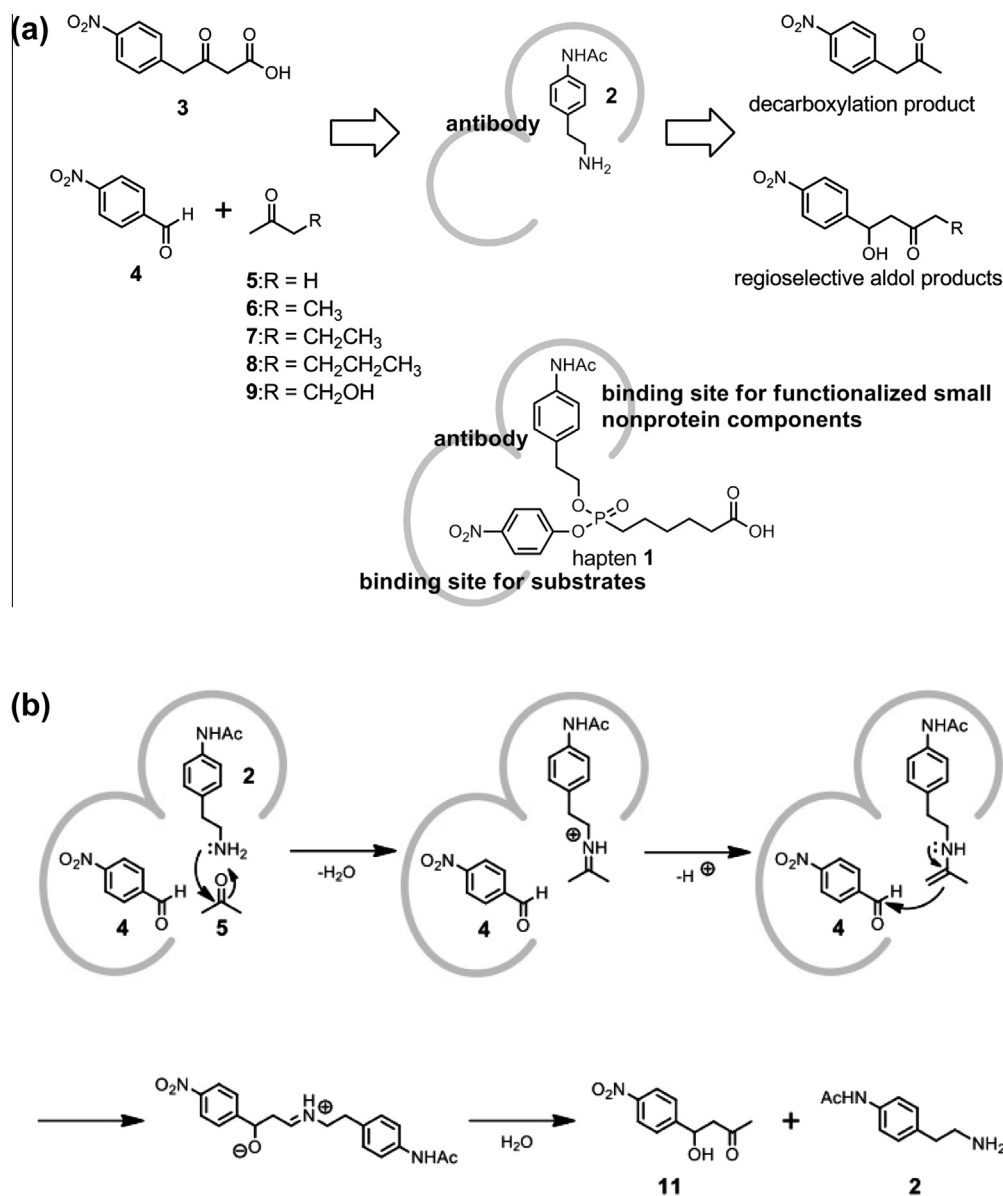 (a)
O₂N
O
O
OH
3
NHAc
2
antibody
NH₂
O₂N
O
decarboxylation product
O₂N
H
O
4
+
O
R
5:R = H
6:R = CH₃
7:R = CH₂CH₃
8:R = CH₂CH₂CH₃
9:R = CH₂OH
O₂N
OH
O
R
regioselective aldol products
NHAc
binding site for functionalized small
nonprotein components
antibody
O
O
P
O
O₂N
O
OH
hapten 1
binding site for substrates
(b)
NHAc
2
:NH₂
O₂N
H
O
4
O
5
-H₂O
NHAc
⊕
NH
O₂N
H
O
4
-H ⊕
NHAc
:NH
O₂N
H
O
4
O₂N
H
N
⊕
O
⊖
NHAc
H₂O
O₂N
OH
O
11
+
AcHN
NH₂
2